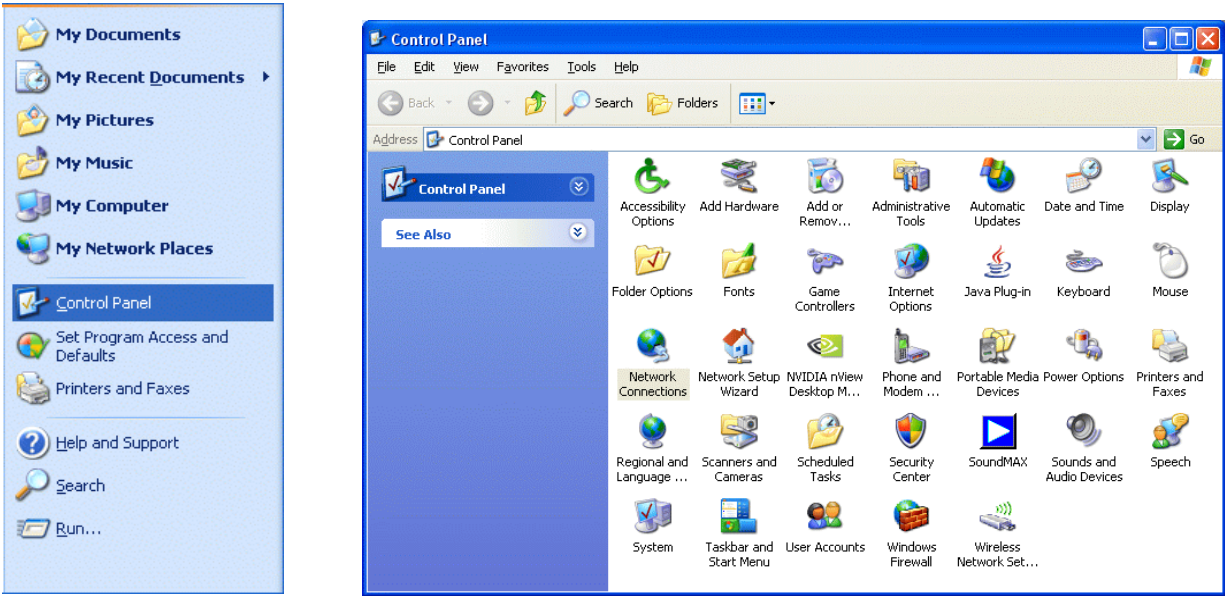 My Documents
My Recent Documents
My Pictures
My Music
My Computer
My Network Places
Control Panel
Set Program Access and
Defaults
Printers and Faxes
Help and Support
Search
Run...
Control Panel
File Edit View Favorites Tools Help
Back Search Folders
Address Control Panel Go
Control Panel
See Also
Accessibility Options Add Hardware Add or Remov... Administrative Tools Automatic Updates Date and Time Display
Folder Options Fonts Game Controllers Internet Options Java Plug-in Keyboard Mouse
Network Connections Network Setup Wizard NVIDIA nView Desktop M... Phone and Modem ... Portable Media Devices Power Options Printers and Faxes
Regional and Language ... Scanners and Cameras Scheduled Tasks Security Center SoundMAX Sounds and Audio Devices Speech
System Taskbar and Start Menu User Accounts Windows Firewall Wireless Network Set...